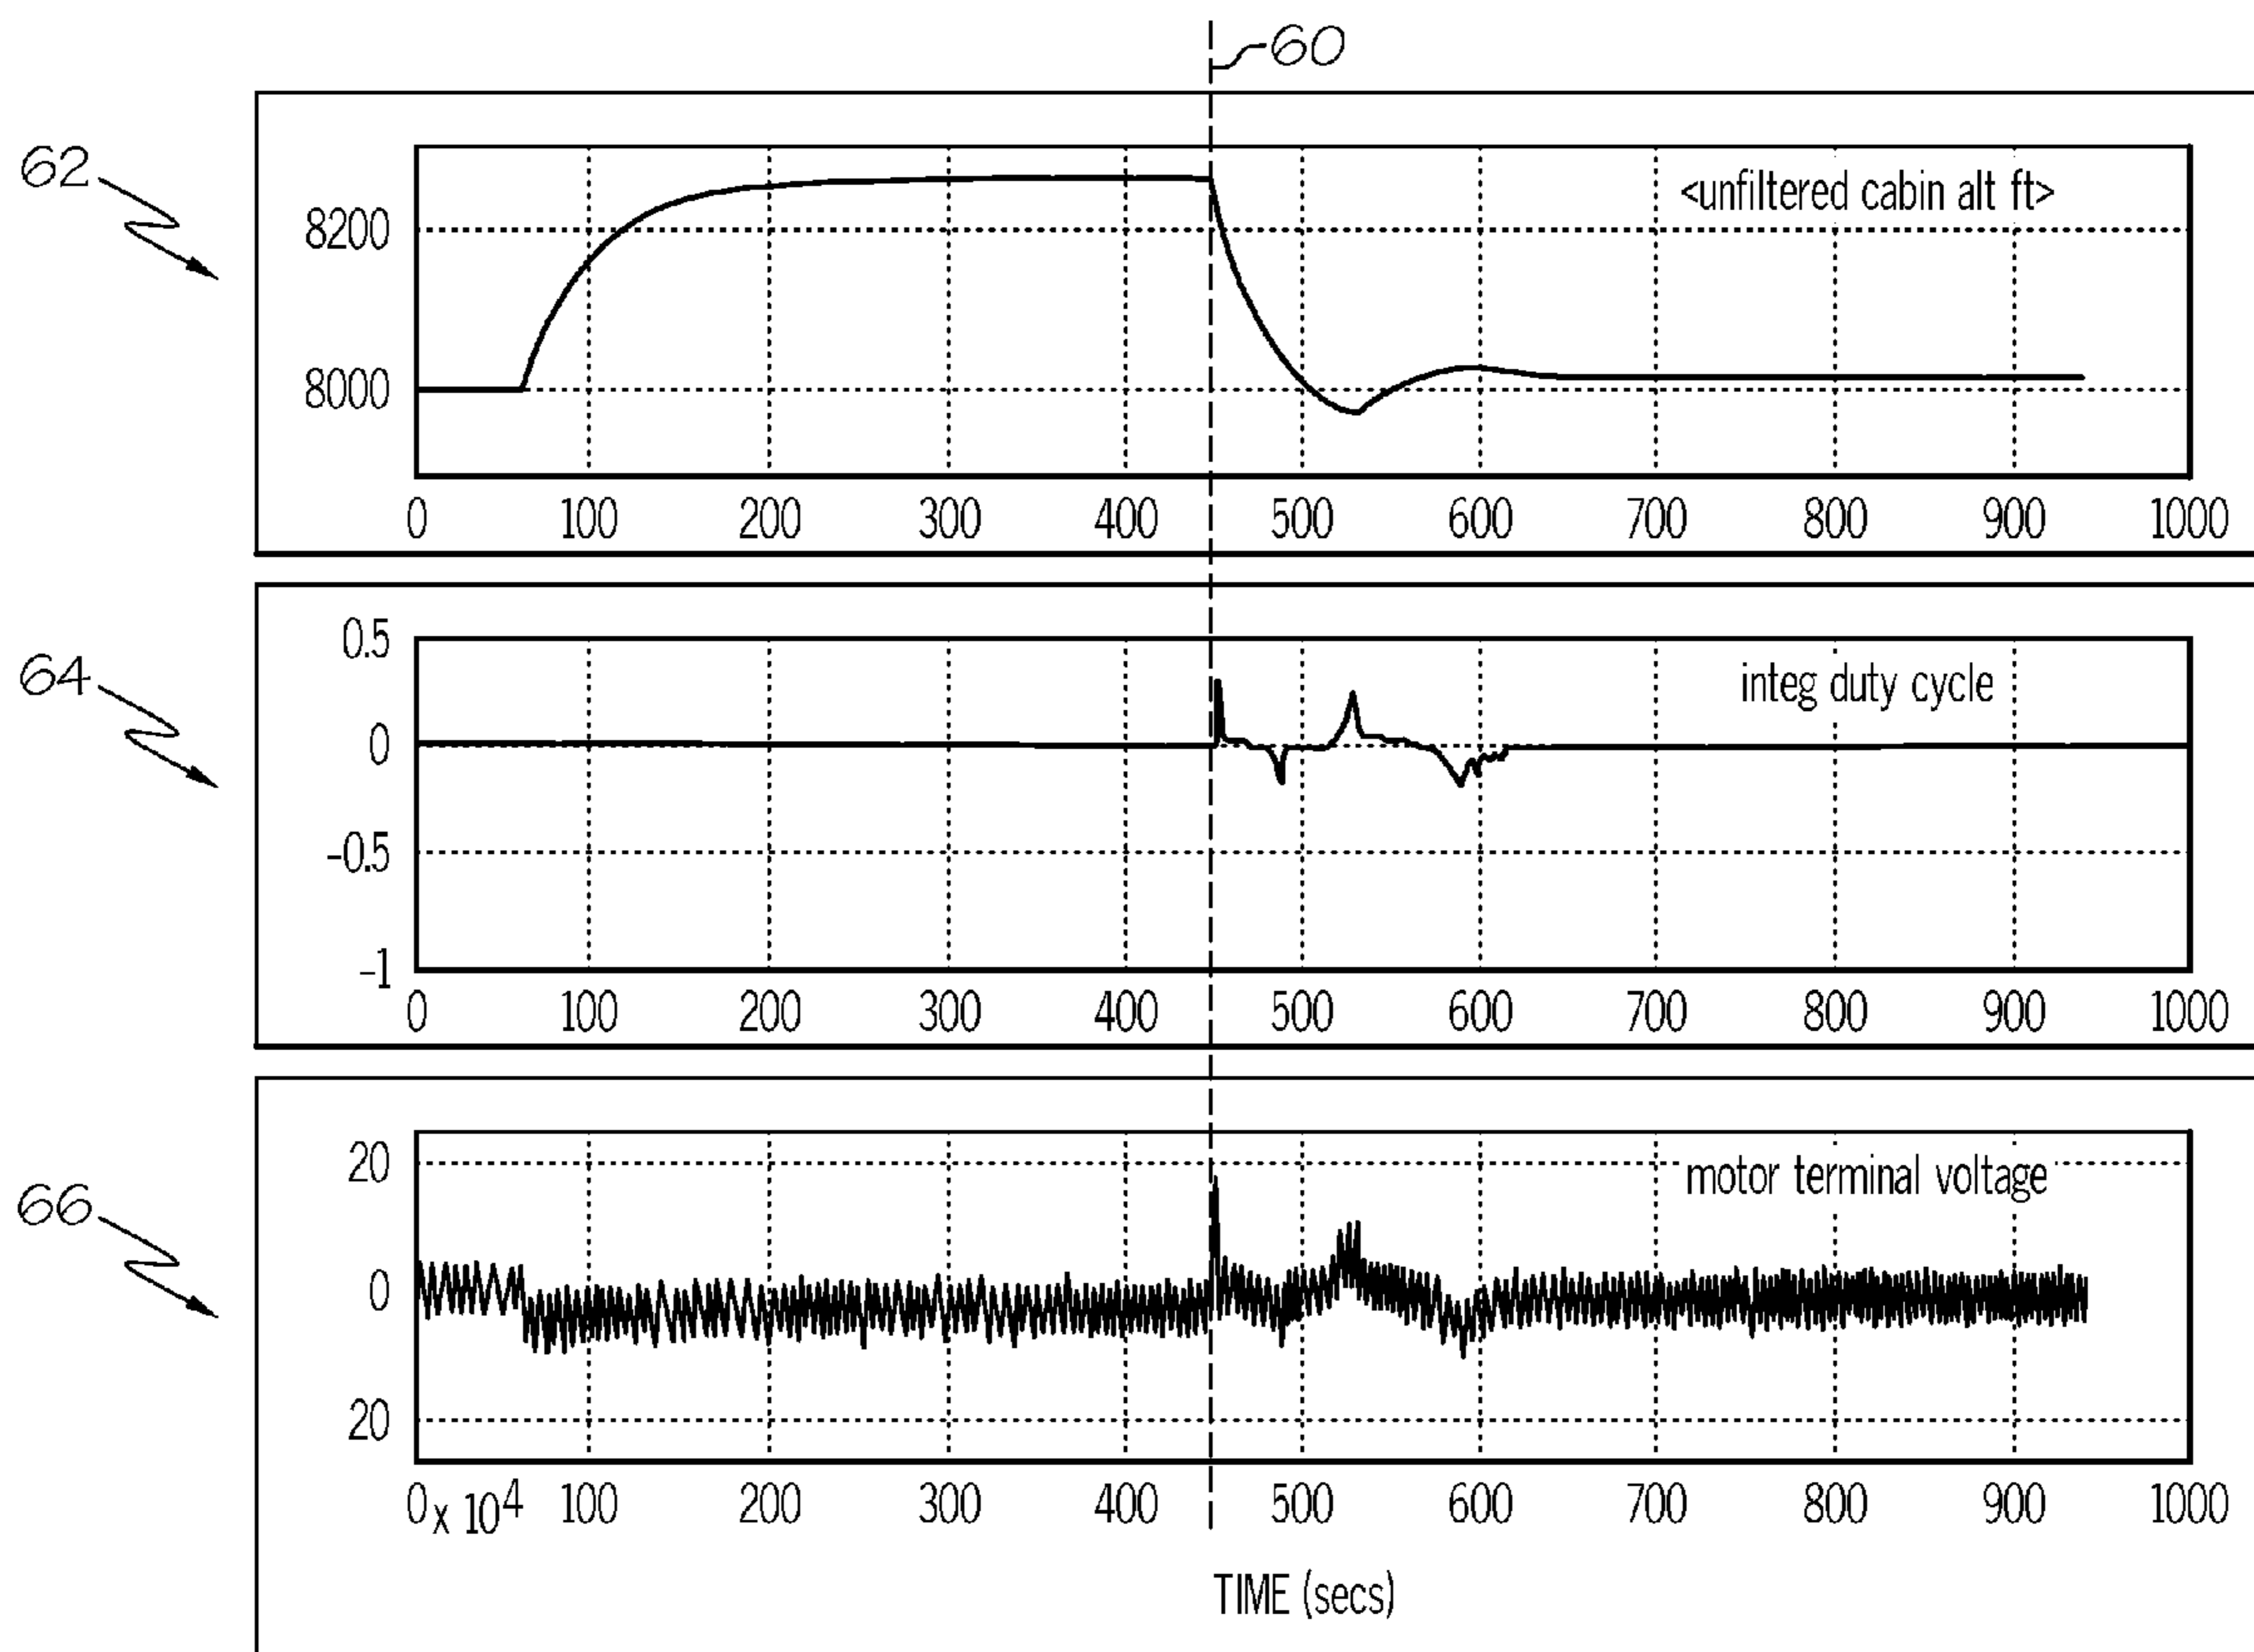 60
62
<unfiltered cabin alt ft>
8200
8000
0 100 200 300 400 500 600 700 800 900 1000
64
0.5
integ duty cycle
0
-0.5
-1
0 100 200 300 400 500 600 700 800 900 1000
66
20
motor terminal voltage
0
20
0 x 10⁴ 100 200 300 400 500 600 700 800 900 1000
TIME (secs)